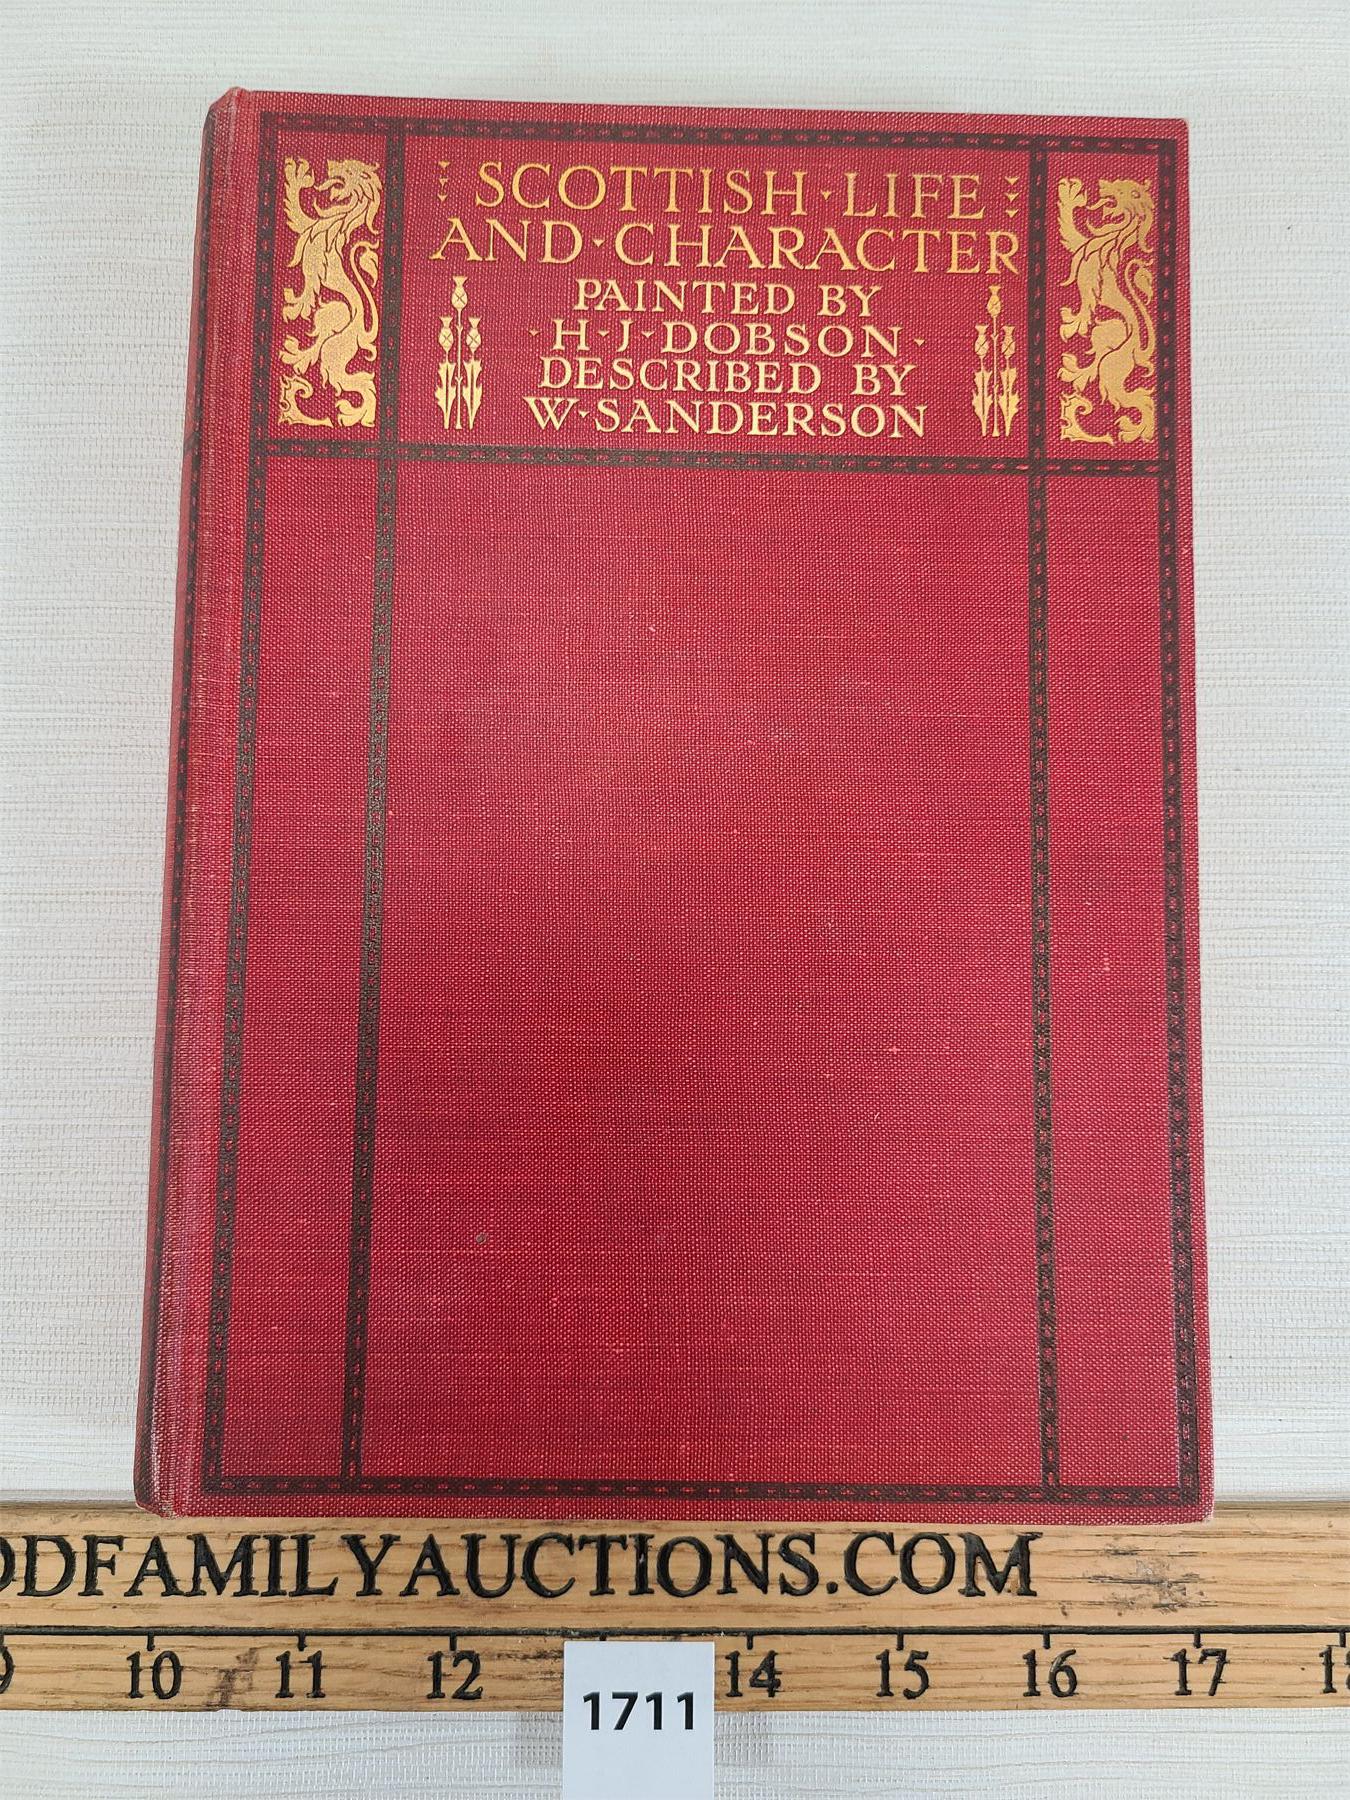 SCOTTISH·LIFE
AND·CHARACTER
PAINTED BY
·H·J·DOBSON·
DESCRIBED BY
W·SANDERSON
ODFAMILYAUCTIONS.COM
10 11 12 14 15 16 17
1711